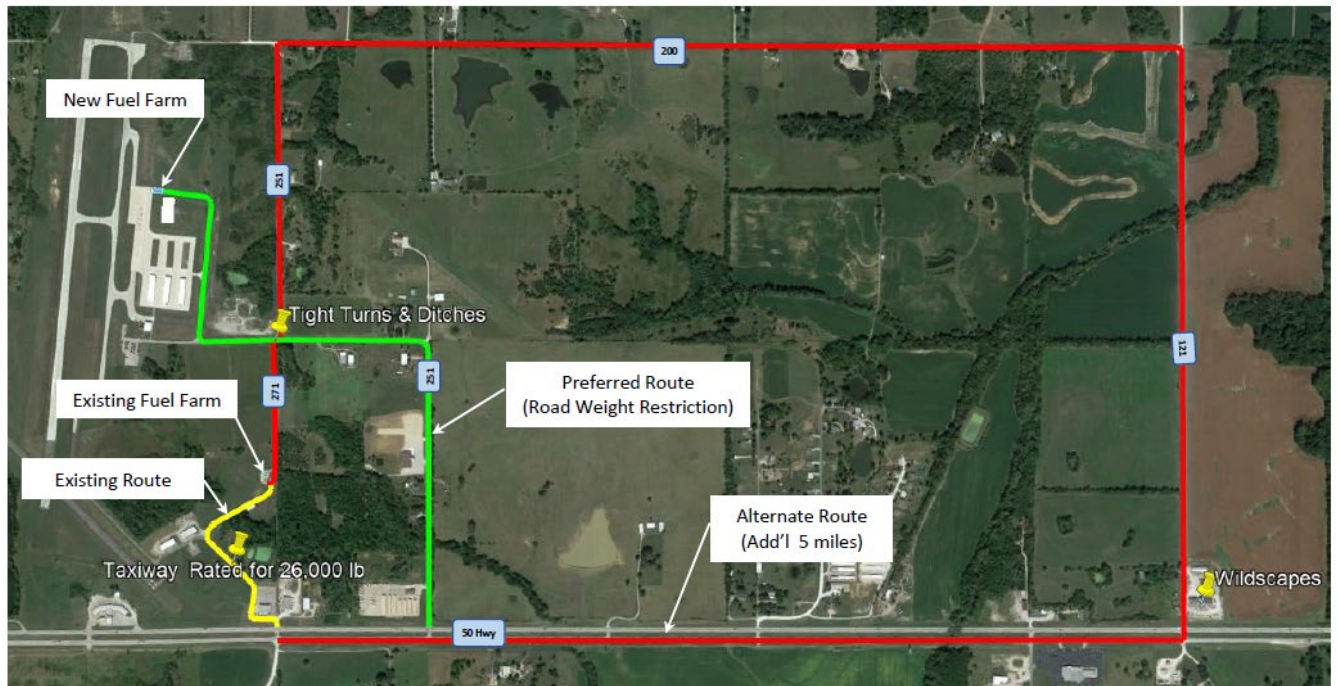 200
New Fuel Farm
251
Tight Turns & Ditches
121
251
271
Preferred Route
(Road Weight Restriction)
Existing Fuel Farm
Existing Route
Alternate Route
(Add'l 5 miles)
Taxiway Rated for 26,000 lb
Wildscapes
50 Hwy